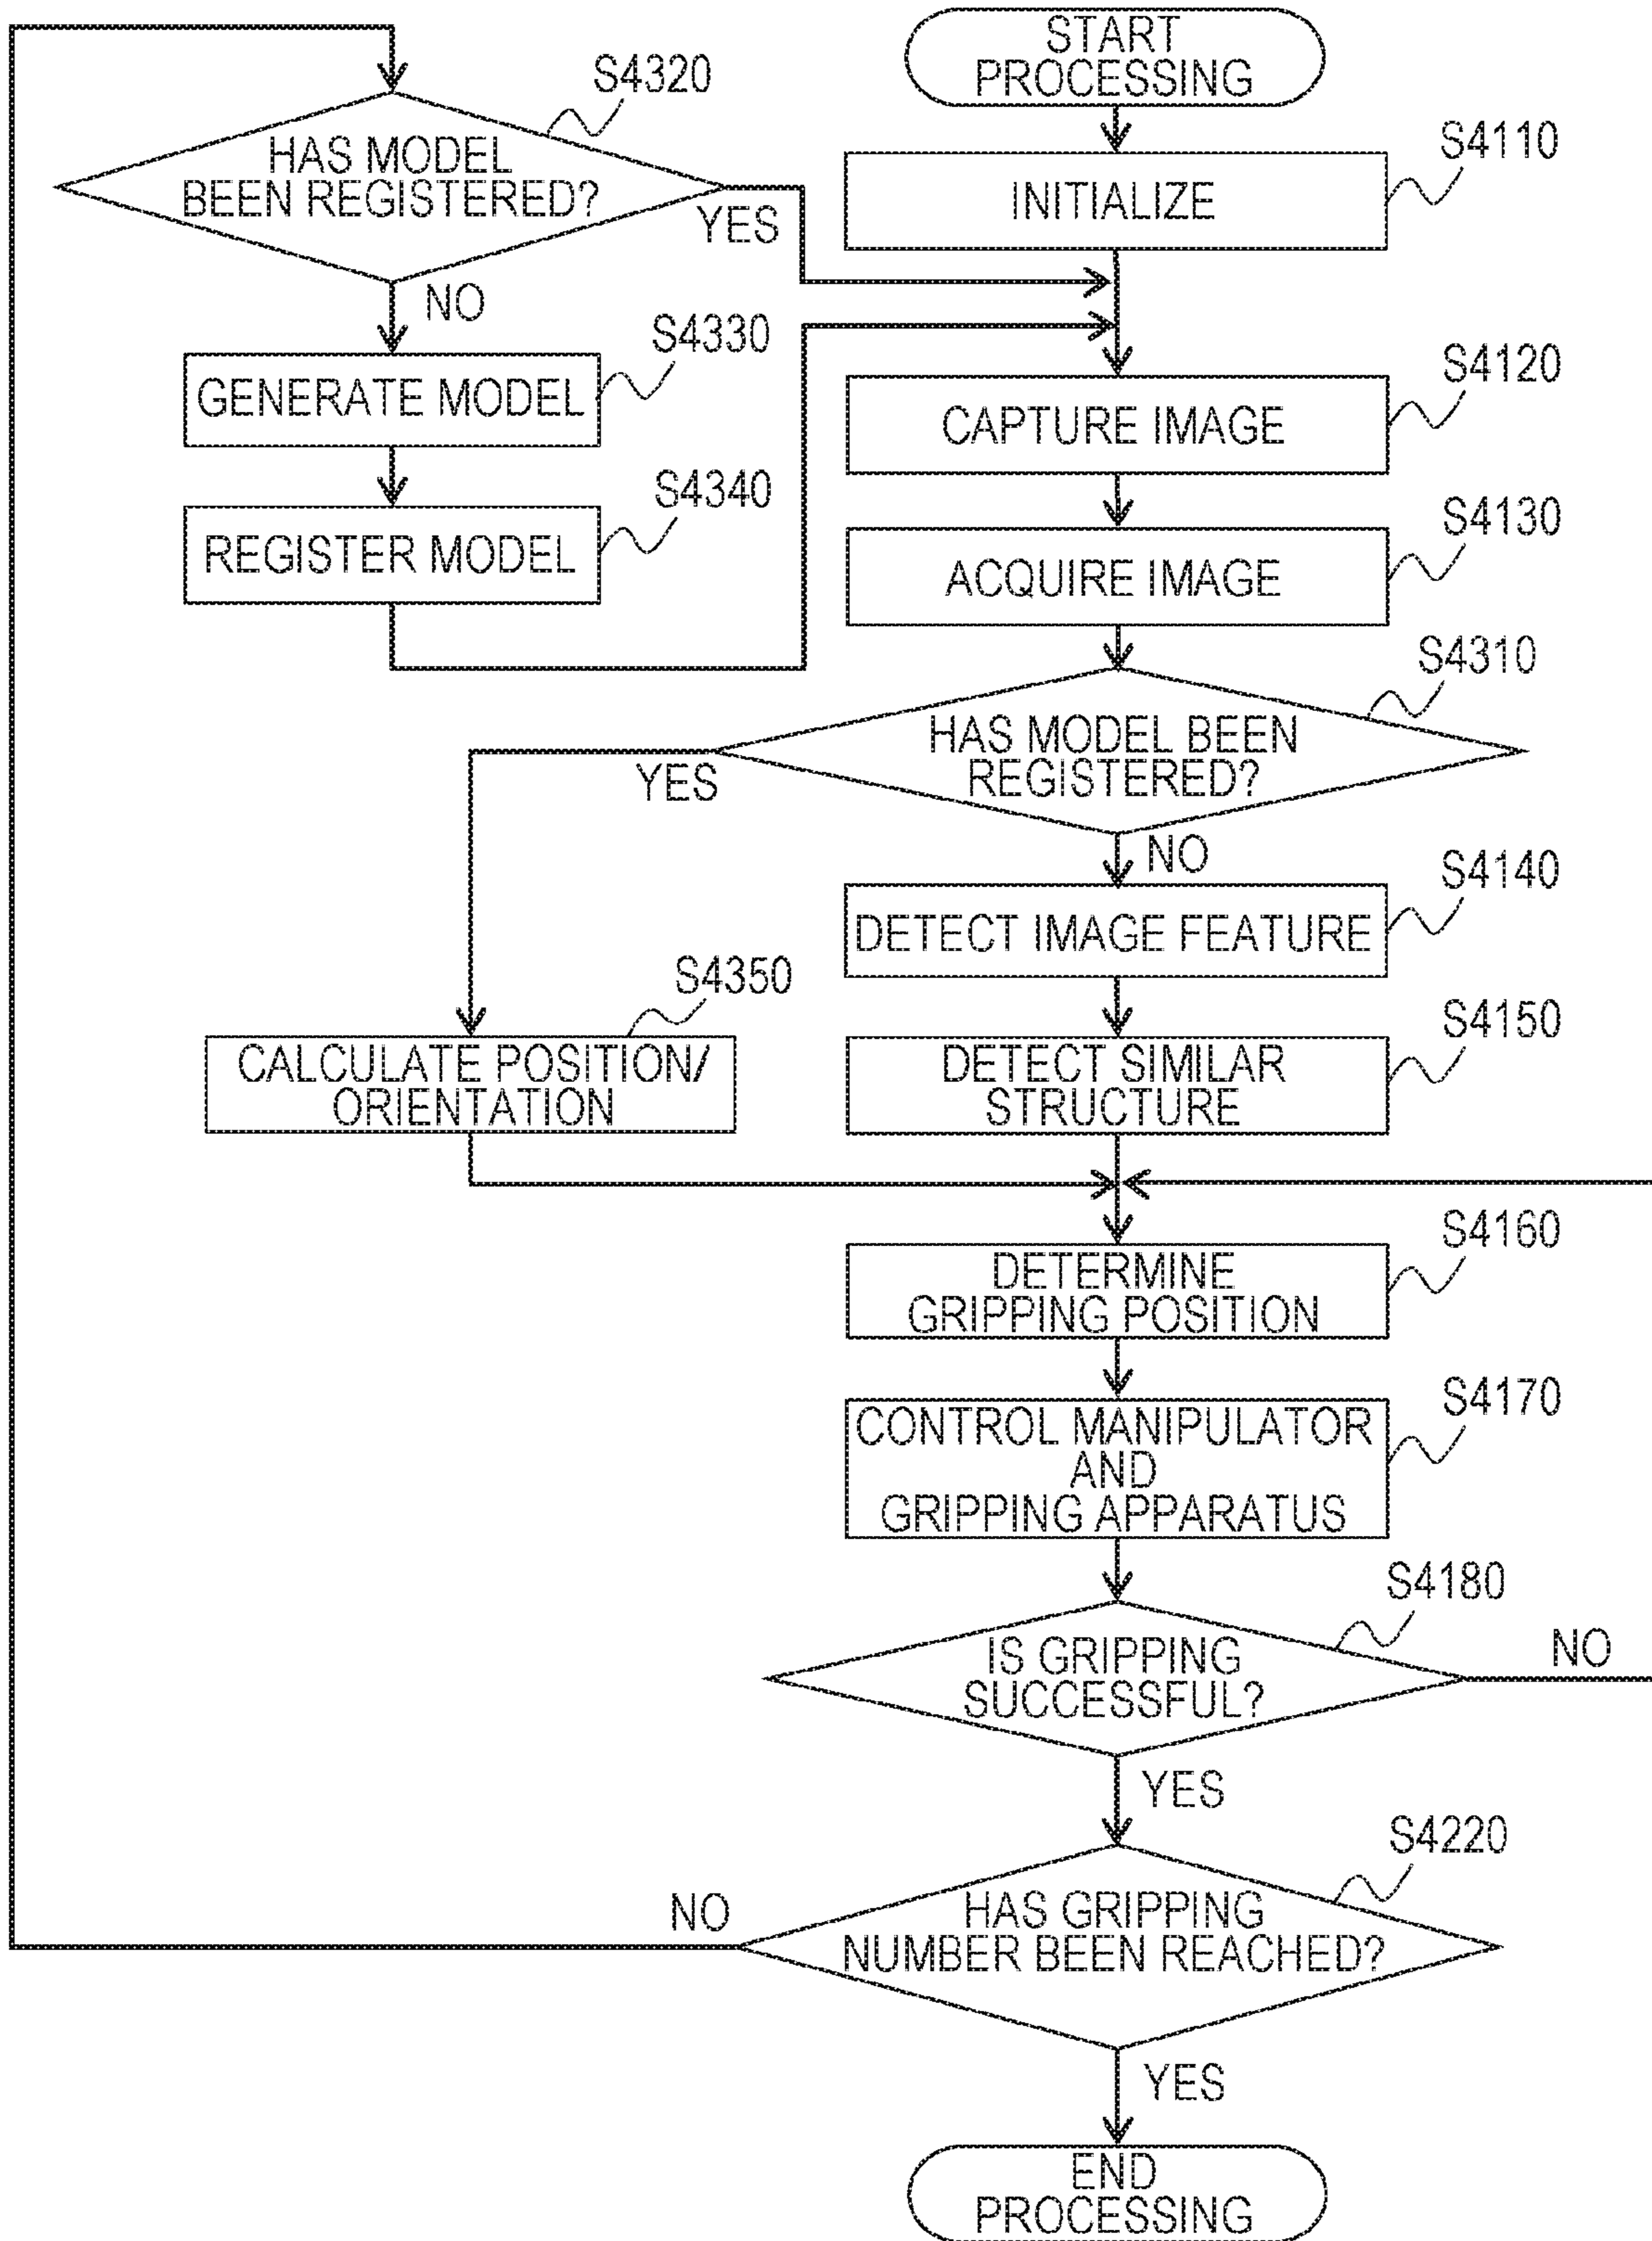 START
PROCESSING
S4320
HAS MODEL
BEEN REGISTERED?
YES
NO
S4110
INITIALIZE
S4330
GENERATE MODEL
S4120
CAPTURE IMAGE
S4340
REGISTER MODEL
S4130
ACQUIRE IMAGE
S4310
HAS MODEL BEEN
REGISTERED?
YES
NO
S4140
DETECT IMAGE FEATURE
S4350
CALCULATE POSITION/
ORIENTATION
S4150
DETECT SIMILAR
STRUCTURE
S4160
DETERMINE
GRIPPING POSITION
S4170
CONTROL MANIPULATOR
AND
GRIPPING APPARATUS
S4180
IS GRIPPING
SUCCESSFUL?
NO
YES
S4220
HAS GRIPPING
NUMBER BEEN REACHED?
NO
YES
END
PROCESSING